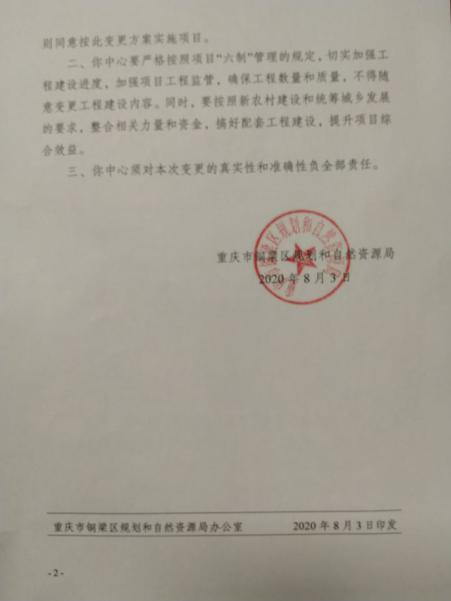 则同意按此变更方案实施项目。
二、你中心要严格按照项目“六制”管理的规定，切实加强工
程建设进度，加强项目工程监管，确保工程数量和质量，不得随
意变更工程建设内容。同时，要按照新农村建设和统筹城乡发展
的要求，整合相关力量和资金，搞好配套工程建设，提升项目综
合效益。
三、你中心须对本次变更的真实性和准确性负全部责任。
重庆市铜梁区规划和自然资源局
2020年8月3日
重庆市铜梁区规划和自然资源局办公室 2020年8月3日印发
-2-